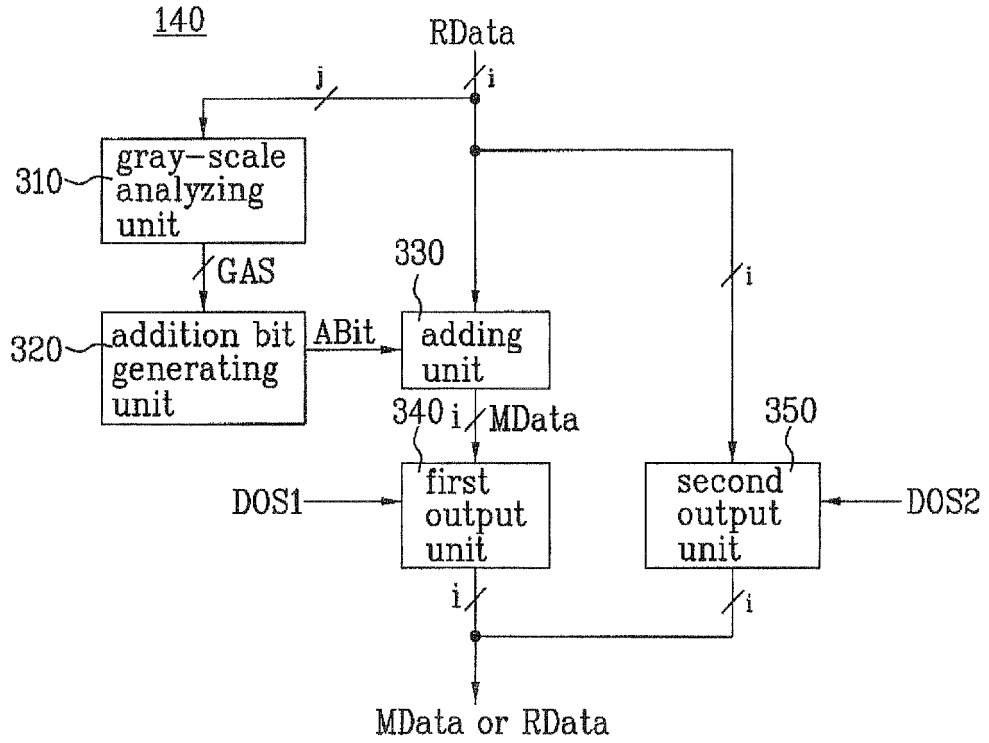 140
RData
i
j
gray-scale
analyzing
unit
310
GAS
330
320
addition bit
generating
unit
ABit
adding
unit
i
340
i
MData
350
DOS1
first
output
unit
second
output
unit
DOS2
i
i
MData or RData